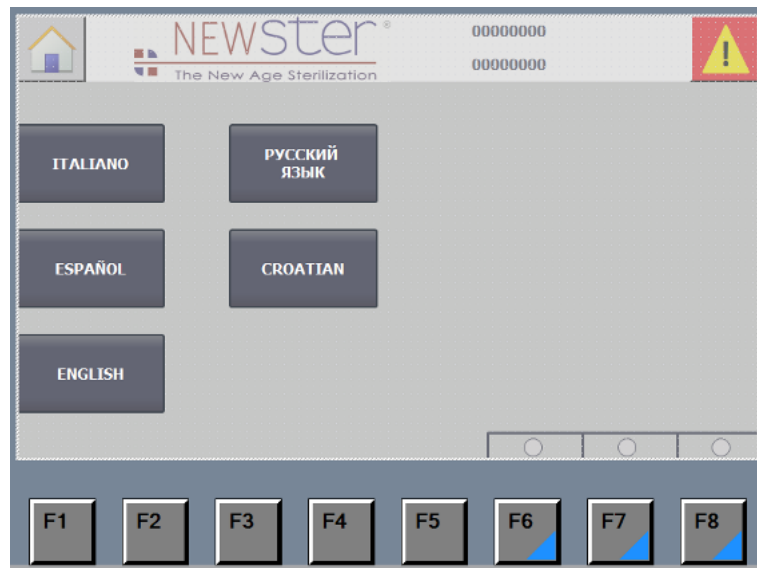 NEWSter®
The New Age Sterilization
00000000
00000000
ITALIANO
РУССКИЙ
ЯЗЫК
ESPAÑOL
CROATIAN
ENGLISH
F1 F2 F3 F4 F5 F6 F7 F8